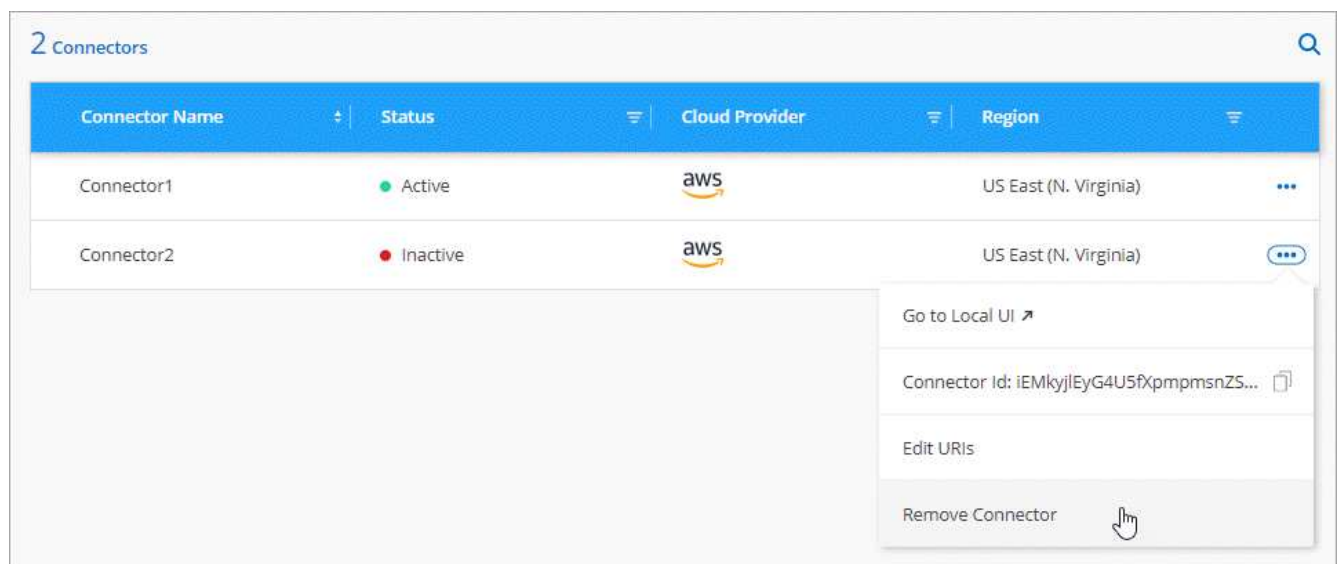 2 Connectors
Connector Name Status Cloud Provider Region
Connector1 Active aws US East (N. Virginia)
Connector2 Inactive aws US East (N. Virginia)
Go to Local UI
Connector Id: iEMkyjlEyG4U5fXpmpmsnZS...
Edit URIs
Remove Connector